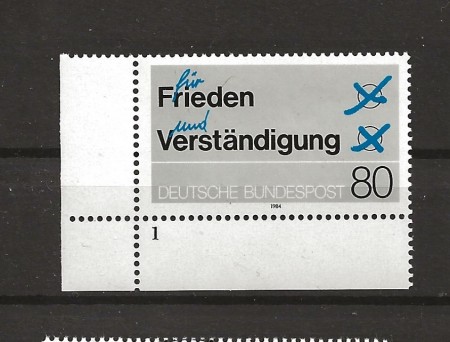 für
Frieden
und
Verständigung
DEUTSCHE BUNDESPOST 80
1984
1